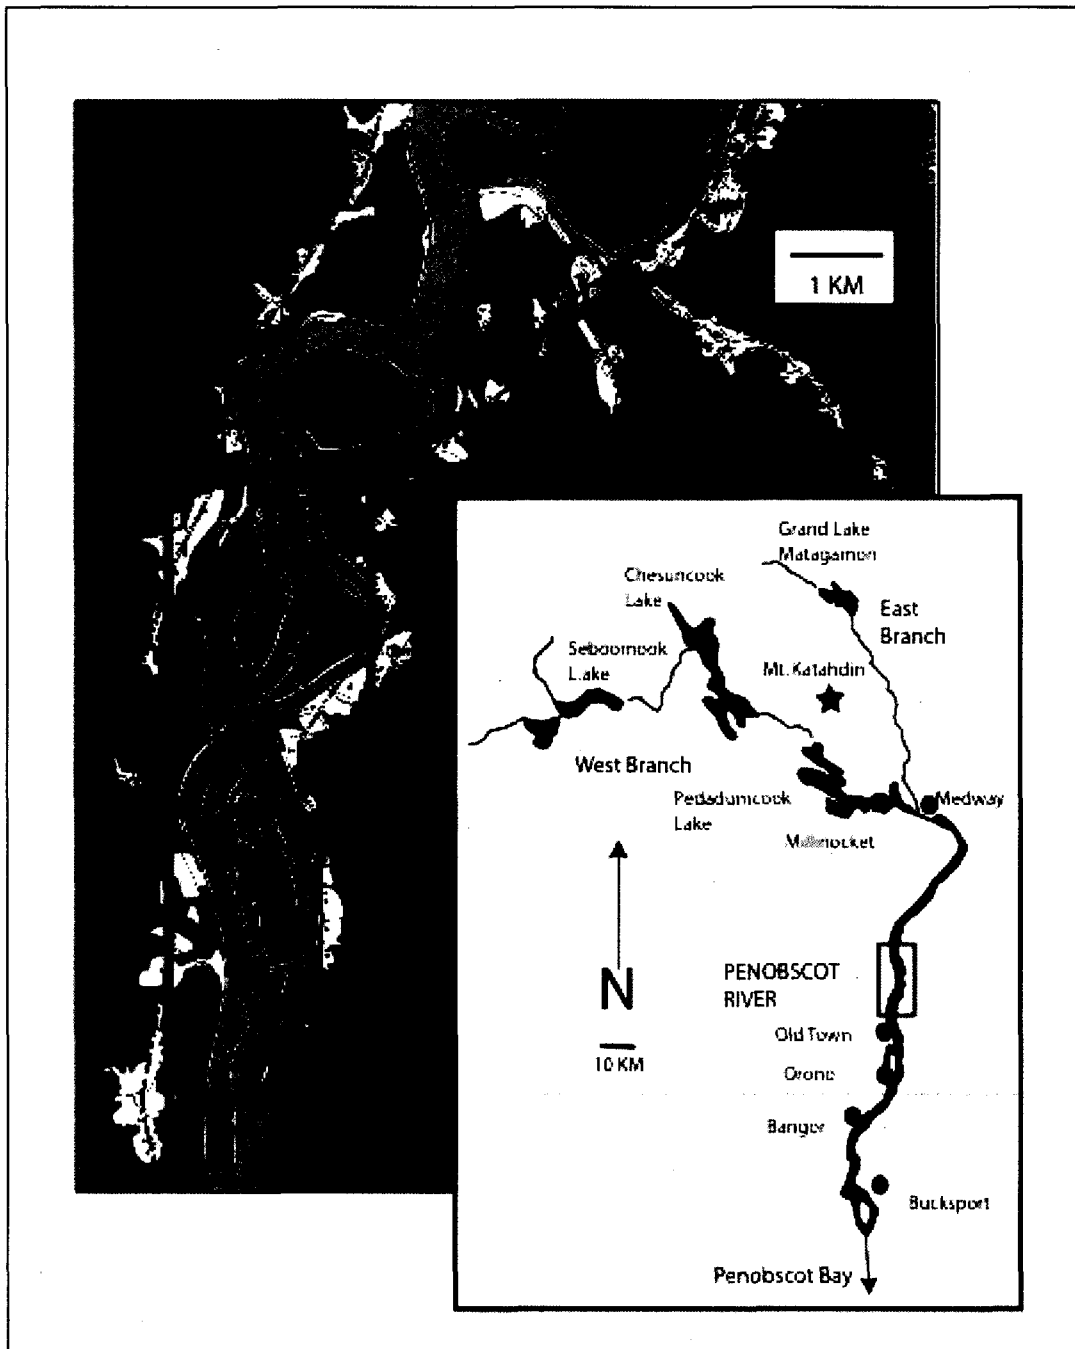 1 KM
Grand Lake
Matagamon
Chesuncook
Lake
East
Branch
Seboomook
Lake
Mt. Katahdin
West Branch
Pedadumcook
Lake
Medway
Millinocket
PENOBSCOT
RIVER
N
10 KM
Old Town
Orono
Bangor
Bucksport
Penobscot Bay